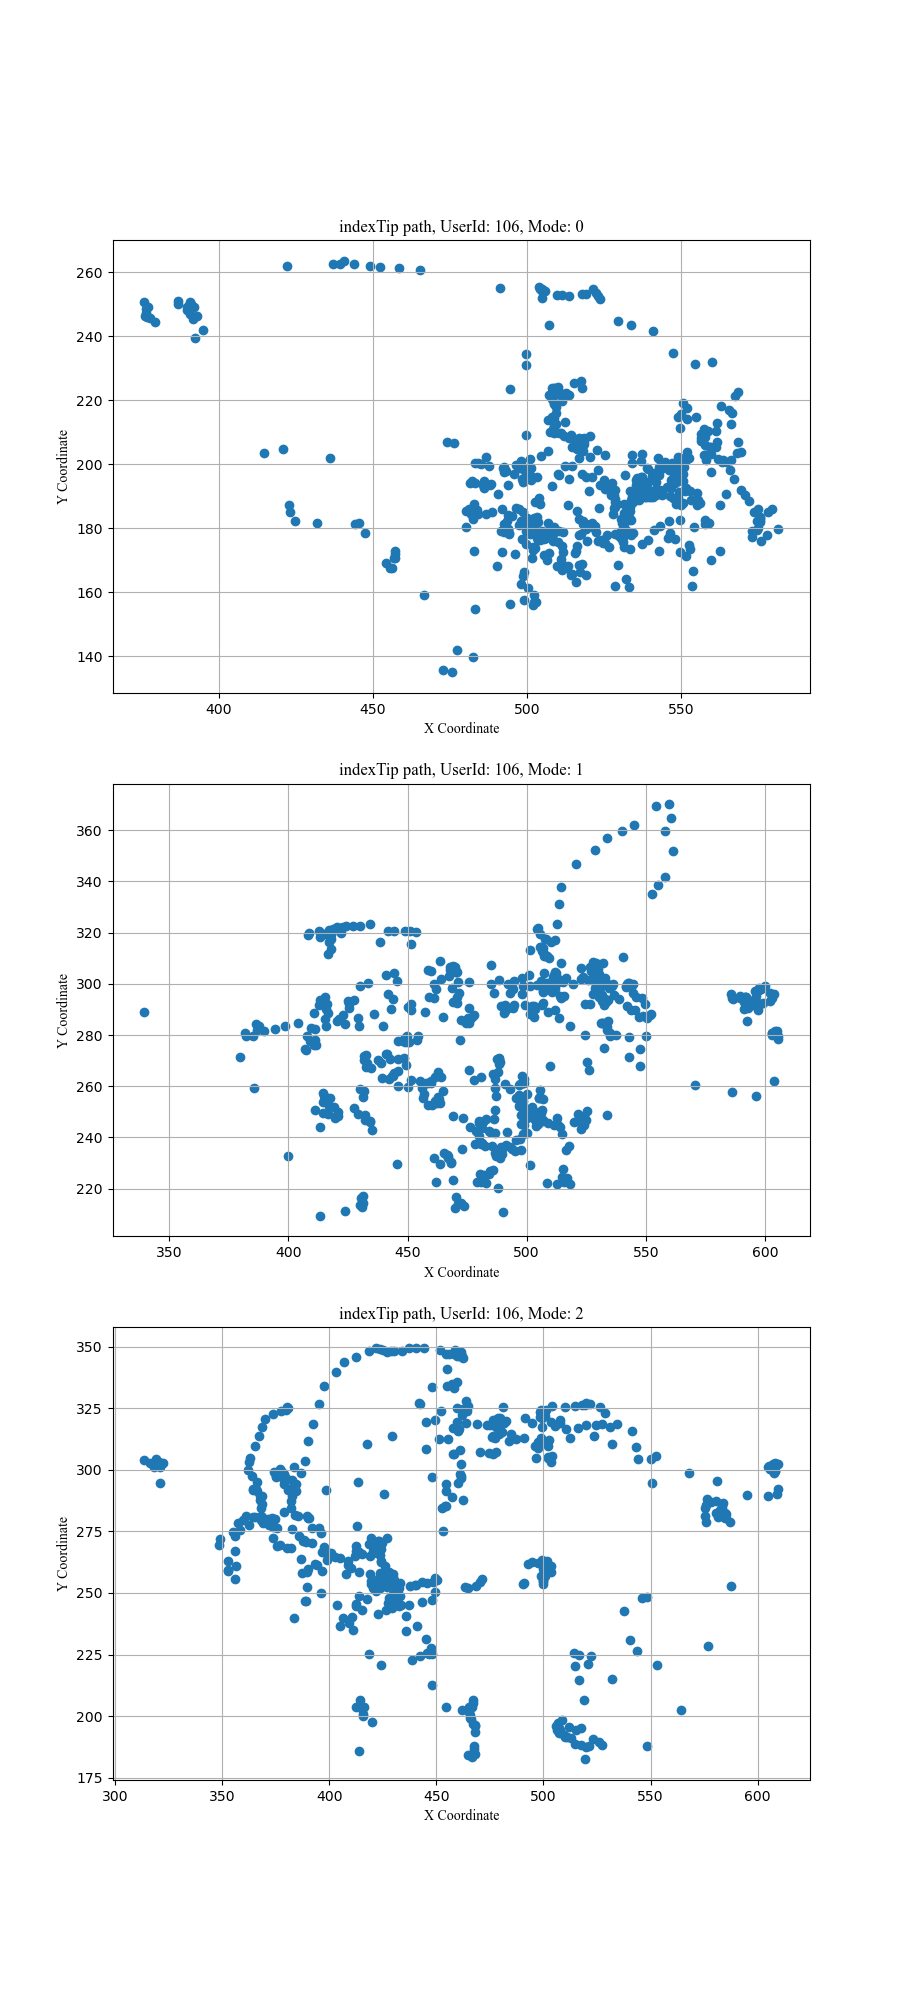 indexTip path, UserId: 106, Mode: 0
260
240
220
200
180
160
140
Y Coordinate
400 450 500 550
X Coordinate
indexTip path, UserId: 106, Mode: 1
360
340
320
300
280
260
240
220
Y Coordinate
350 400 450 500 550 600
X Coordinate
indexTip path, UserId: 106, Mode: 2
350
325
300
275
250
225
200
175
Y Coordinate
300 350 400 450 500 550 600
X Coordinate